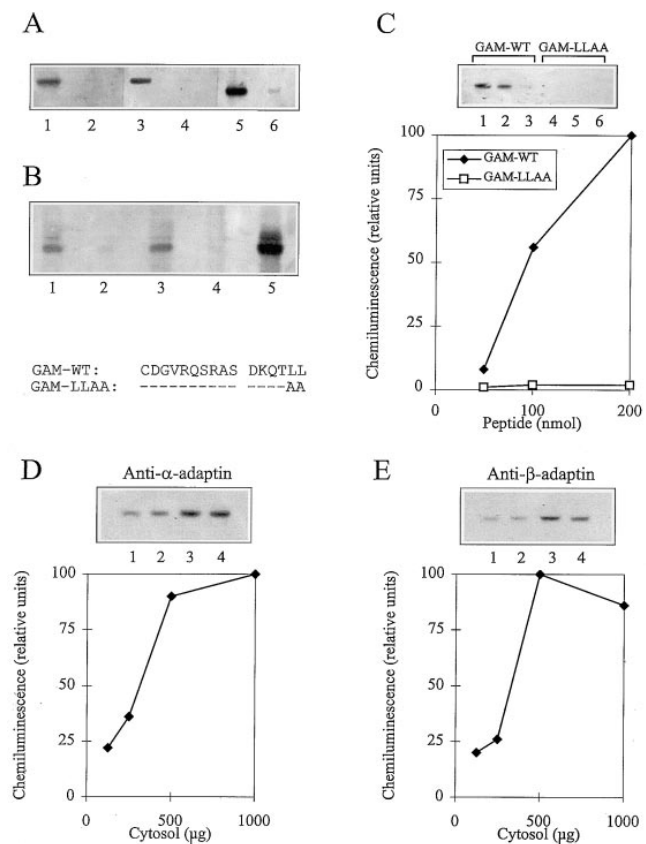 A
1 2 3 4 5 6
B
1 2 3 4 5
GAM-WT: CDGVRQSRAS DKQTLL
GAM-LLAA: ---------- ----AA
C
GAM-WT GAM-LLAA
1 2 3 4 5 6
Chemiluminescence (relative units)
100
75
50
25
0
GAM-WT
GAM-LLAA
0 100 200
Peptide (nmol)
D
Anti-α-adaptin
1 2 3 4
Chemiluminescence (relative units)
100
75
50
25
0
0 500 1000
Cytosol (µg)
E
Anti-β-adaptin
1 2 3 4
Chemiluminescence (relative units)
100
75
50
25
0
0 500 1000
Cytosol (µg)